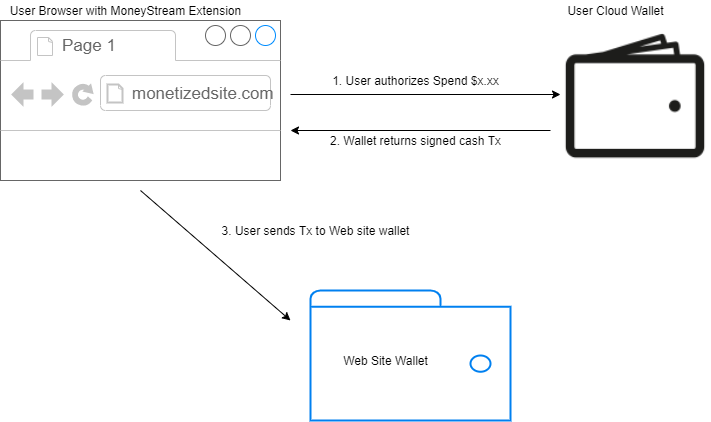 User Browser with MoneyStream Extension
User Cloud Wallet
Page 1
monetizedsite.com
1. User authorizes Spend $x.xx
2. Wallet returns signed cash Tx
3. User sends Tx to Web site wallet
Web Site Wallet